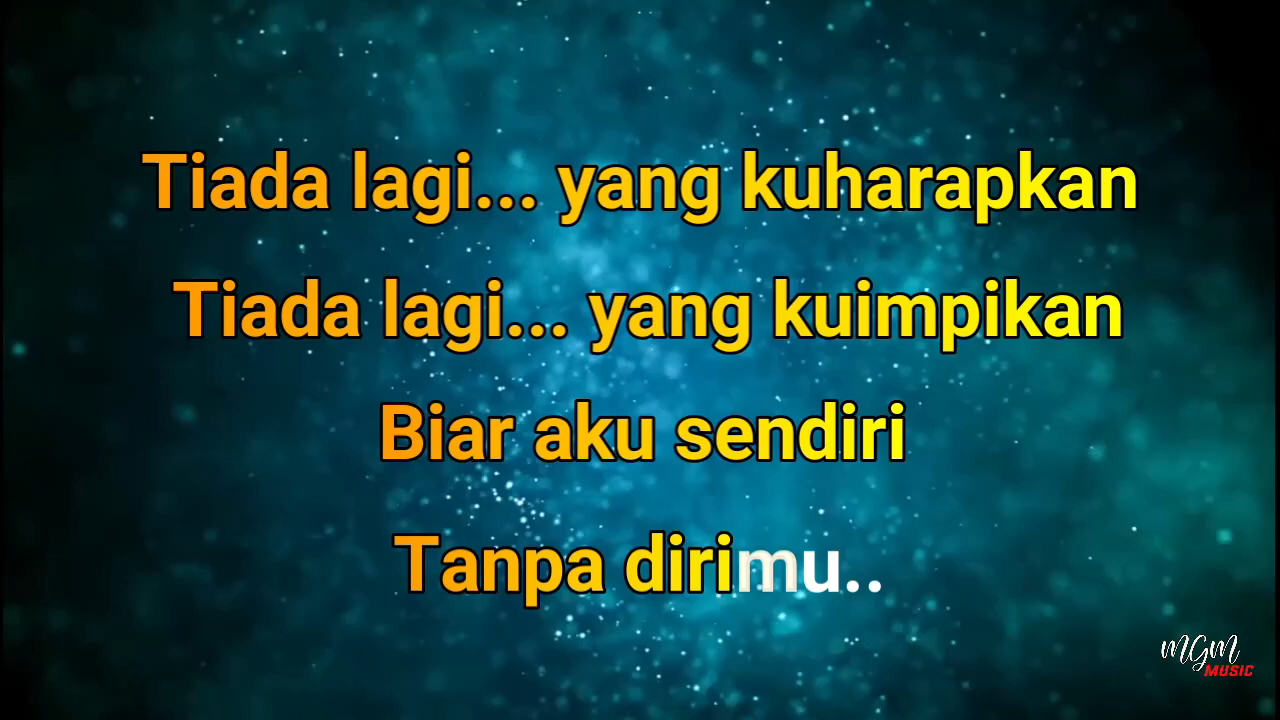 Tiada lagi... yang kuharapkan
Tiada lagi... yang kuimpikan
Biar aku sendiri
Tanpa dirimu..
MGM
MUSIC